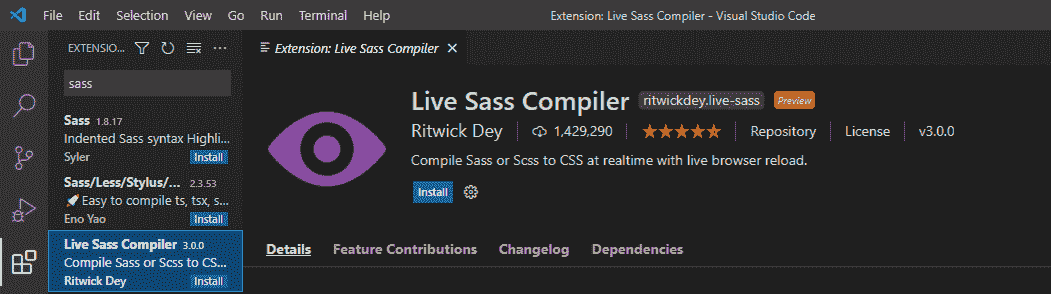 File Edit Selection View Go Run Terminal Help Extension: Live Sass Compiler - Visual Studio Code
EXTENSIO... ...
Extension: Live Sass Compiler
sass
Sass 1.8.17
Indented Sass syntax Highli...
Syler Install
Sass/Less/Stylus/... 2.3.53
Easy to compile ts, tsx, s...
Eno Yao Install
Live Sass Compiler 3.0.0
Compile Sass or Scss to CS...
Ritwick Dey Install
Live Sass Compiler ritwickdey.live-sass Preview
Ritwick Dey 1,429,290 Repository License v3.0.0
Compile Sass or Scss to CSS at realtime with live browser reload.
Install
Details Feature Contributions Changelog Dependencies